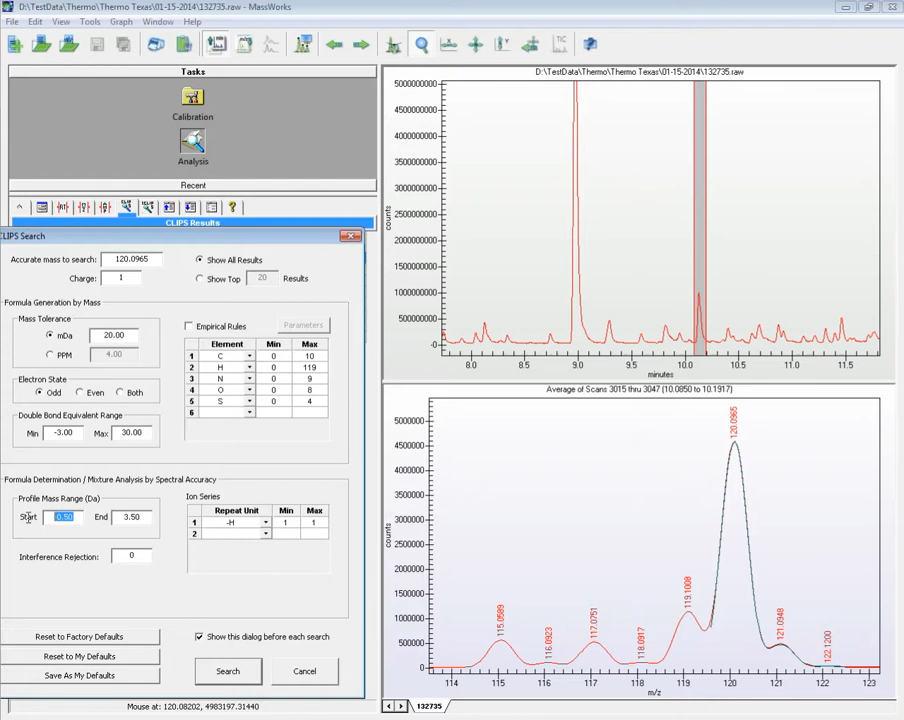 D:\TestData\Thermo\Thermo Texas\01-15-2014\132735.raw - MassWorks
File Edit View Tools Graph Window Help
Tasks
Calibration
Analysis
Recent
CLIPS Results
CLIPS Search
Accurate mass to search: 120.0965
Charge: 1
Show All Results
Show Top 20 Results
Formula Generation by Mass
Mass Tolerance
mDa 20.00
PPM 4.00
Electron State
Odd Even Both
Double Bond Equivalent Range
Min -3.00 Max 30.00
Empirical Rules Parameters
Element Min Max
1 C 0 10
2 H 0 119
3 N 0 9
4 O 0 8
5 S 0 4
6
Formula Determination / Mixture Analysis by Spectral Accuracy
Profile Mass Range (Da)
Start 0.50 End 3.50
Interference Rejection: 0
Ion Series
Repeat Unit Min Max
1 -H 1 1
2
Reset to Factory Defaults
Reset to My Defaults
Save As My Defaults
Show this dialog before each search
Search Cancel
Mouse at: 120.08202, 4983197.31440
D:\TestData\Thermo\Thermo Texas\01-15-2014\132735.raw
counts
5000000000
4500000000
4000000000
3500000000
3000000000
2500000000
2000000000
1500000000
1000000000
500000000
-0
8.0 8.5 9.0 9.5 10.0 10.5 11.0 11.5
minutes
Average of Scans 3015 thru 3047 (10.0850 to 10.1917)
counts
5000000
4500000
4000000
3500000
3000000
2500000
2000000
1500000
1000000
500000
0
115.0589
116.0923
117.0751
118.0917
119.1008
120.0965
121.0948
122.1200
114 115 116 117 118 119 120 121 122 123
m/z
132735